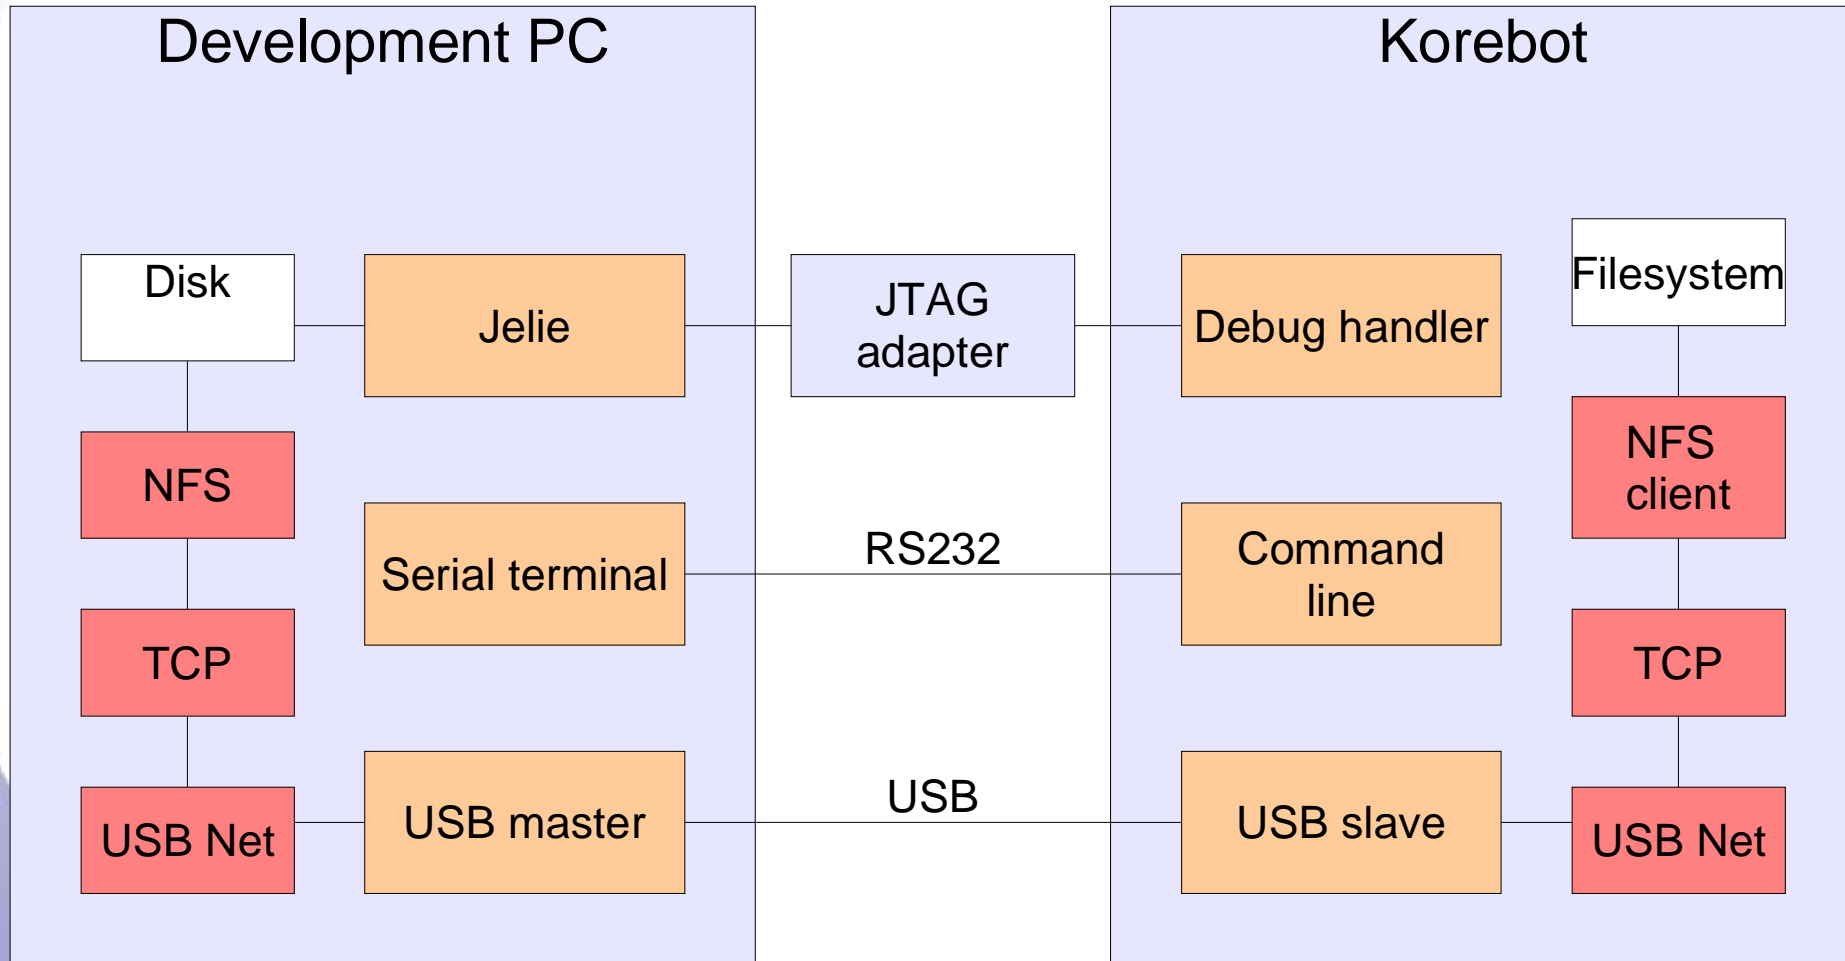 Development PC
Korebot
Disk
Jelie
JTAG
adapter
Debug handler
Filesystem
NFS
NFS
client
Serial terminal
RS232
Command
line
TCP
TCP
USB Net
USB master
USB
USB slave
USB Net